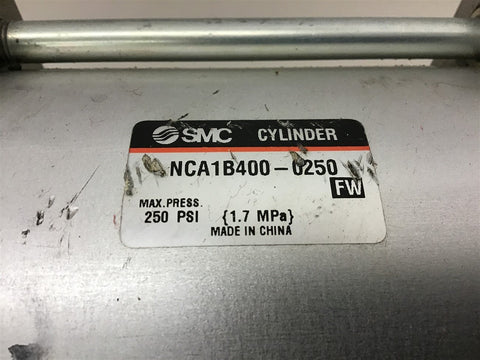 SMC CYLINDER
NCA1B400-0250
FW
MAX.PRESS.
250 PSI {1.7 MPa}
MADE IN CHINA